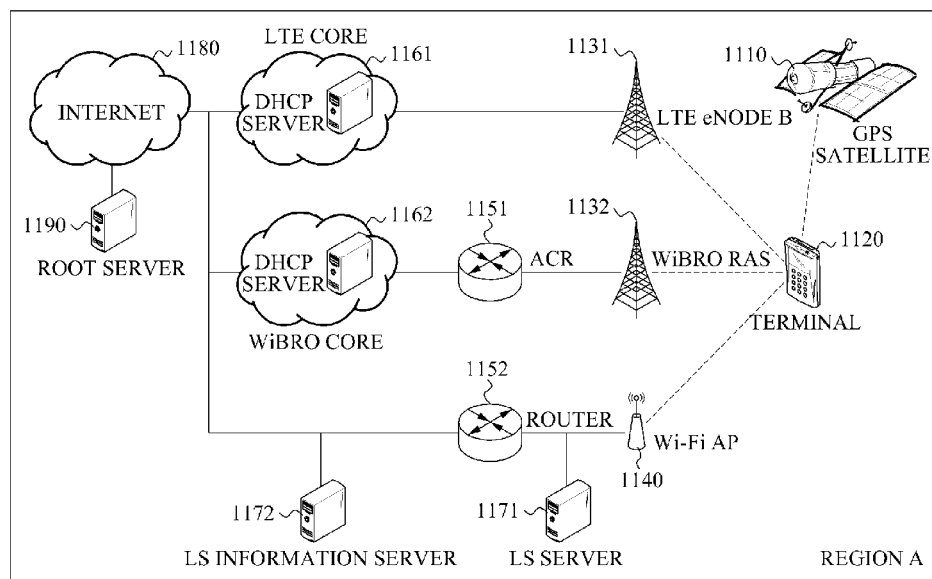 1180
LTE CORE
1161
1131
1110
INTERNET
DHCP
SERVER
LTE eNODE B
GPS
SATELLITE
1190
ROOT SERVER
1162
1151
1132
1120
DHCP
SERVER
ACR
WiBRO RAS
WiBRO CORE
TERMINAL
1152
ROUTER
Wi-Fi AP
1140
1172
1171
LS INFORMATION SERVER
LS SERVER
REGION A